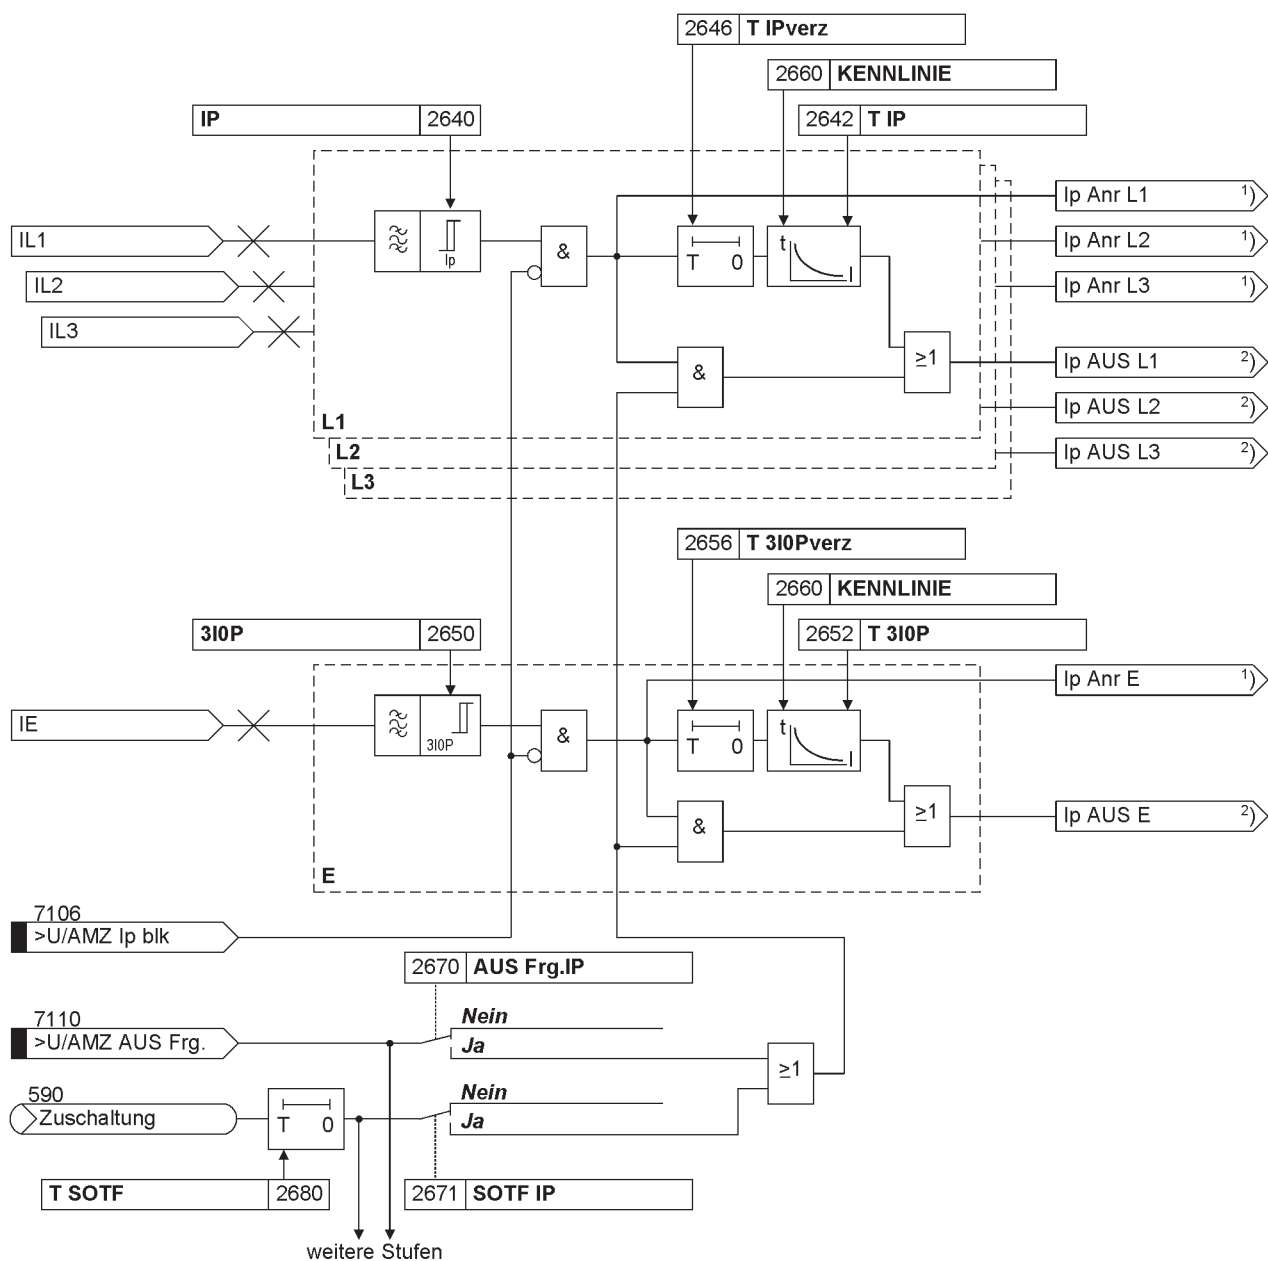 2646 T IPverz
2660 KENNLINIE
IP 2640
2642 T IP
Ip Anr L1 1)
IL1
Ip
&
t
I
T 0
Ip Anr L2 1)
IL2
Ip Anr L3 1)
IL3
&
≥1
Ip AUS L1 2)
Ip AUS L2 2)
L1
L2
Ip AUS L3 2)
L3
2656 T 3I0Pverz
2660 KENNLINIE
3I0P 2650
2652 T 3I0P
Ip Anr E 1)
IE
3I0P
&
T 0
t
I
&
≥1
Ip AUS E 2)
E
7106
>U/AMZ Ip blk
2670 AUS Frg.IP
7110
>U/AMZ AUS Frg.
Nein
Ja
≥1
590
Zuschaltung
T 0
Nein
Ja
T SOTF 2680
2671 SOTF IP
weitere Stufen